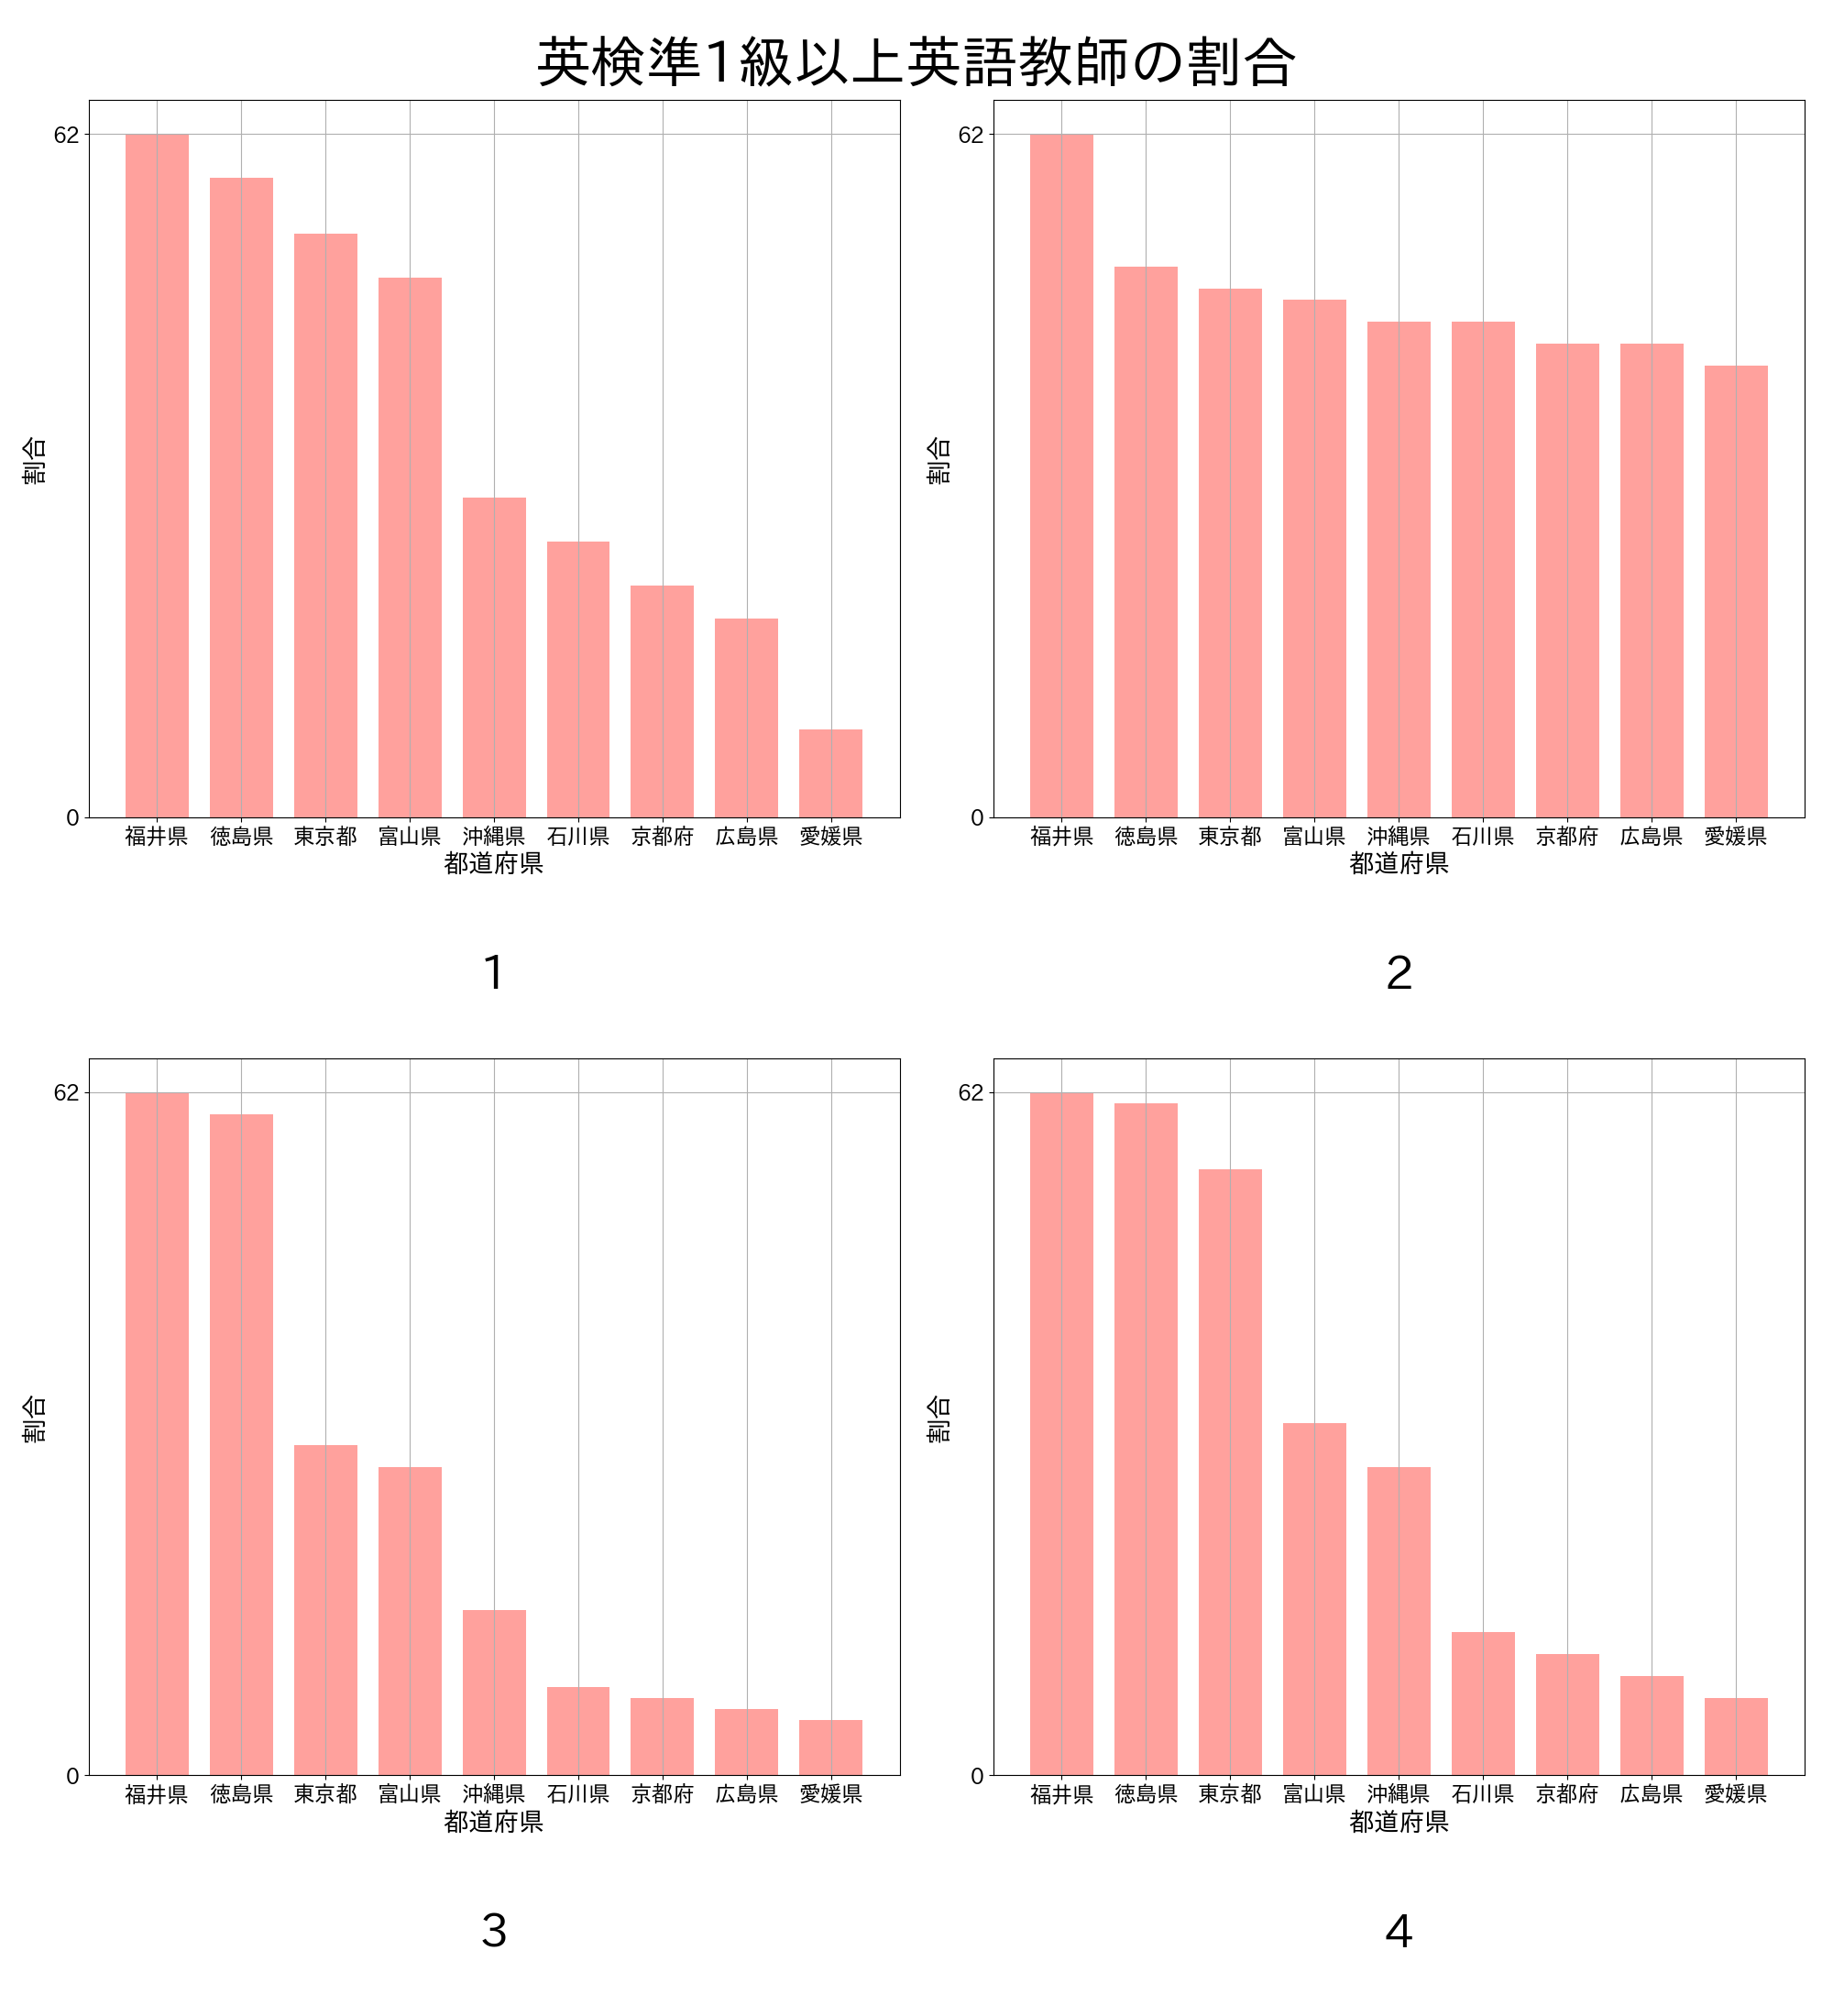 英検準1級以上英語教師の割合
62
0
割合
福井県 徳島県 東京都 富山県 沖縄県 石川県 京都府 広島県 愛媛県
都道府県
1
62
0
割合
福井県 徳島県 東京都 富山県 沖縄県 石川県 京都府 広島県 愛媛県
都道府県
2
62
0
割合
福井県 徳島県 東京都 富山県 沖縄県 石川県 京都府 広島県 愛媛県
都道府県
3
62
0
割合
福井県 徳島県 東京都 富山県 沖縄県 石川県 京都府 広島県 愛媛県
都道府県
4